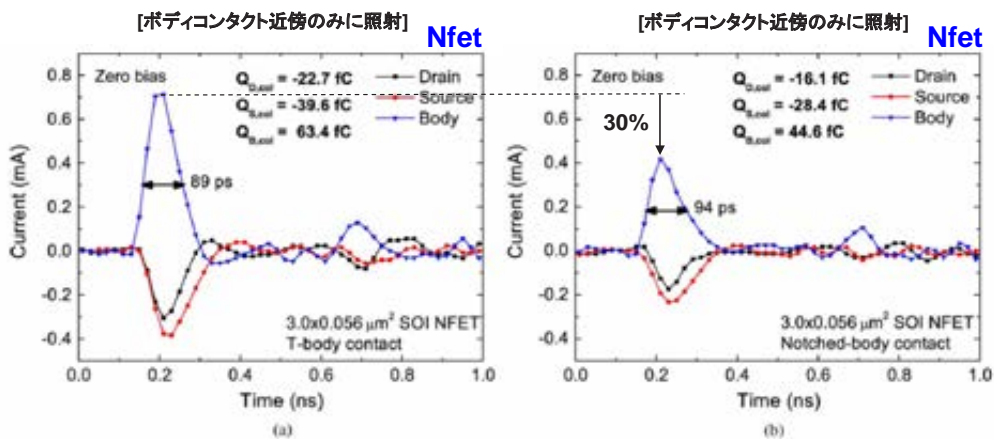 [ボディコンタクト近傍のみに照射]
Nfet
Zero bias
Q_D,col = -22.7 fC
Q_S,col = -39.6 fC
Q_B,col = 63.4 fC
Drain
Source
Body
89 ps
3.0x0.056 μm² SOI NFET
T-body contact
Current (mA)
0.8
0.6
0.4
0.2
0.0
-0.2
-0.4
0.0 0.2 0.4 0.6 0.8 1.0
Time (ns)
(a)
[ボディコンタクト近傍のみに照射]
Nfet
Zero bias
Q_D,col = -16.1 fC
Q_S,col = -28.4 fC
Q_B,col = 44.6 fC
Drain
Source
Body
30%
94 ps
3.0x0.056 μm² SOI NFET
Notched-body contact
Current (mA)
0.8
0.6
0.4
0.2
0.0
-0.2
-0.4
0.0 0.2 0.4 0.6 0.8 1.0
Time (ns)
(b)